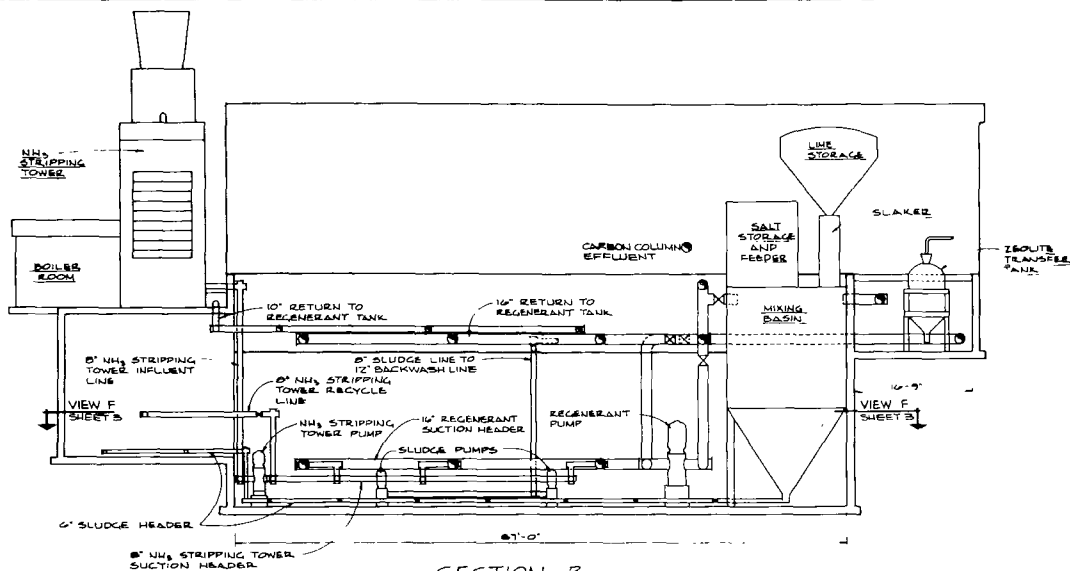 NH3
STRIPPING
TOWER
BOILER
ROOM
LIME
STORAGE
SLAKER
SALT
STORAGE
AND
FEEDER
CARBON COLUMN
EFFLUENT
ZEOLITE
TRANSFER
TANK
MIXING
BASIN
10" RETURN TO
REGENERANT TANK
16" RETURN TO
REGENERANT TANK
8" NH3 STRIPPING
TOWER INFLUENT
LINE
8" SLUDGE LINE TO
12" BACKWASH LINE
8" NH3 STRIPPING
TOWER RECYCLE
LINE
16'-9"
VIEW F
SHEET 3
VIEW F
SHEET 3
NH3 STRIPPING
TOWER PUMP
16" REGENERANT
SUCTION HEADER
REGENERANT
PUMP
SLUDGE PUMPS
6" SLUDGE HEADER
8" NH3 STRIPPING TOWER
SUCTION HEADER
87'-0"
SECTION B